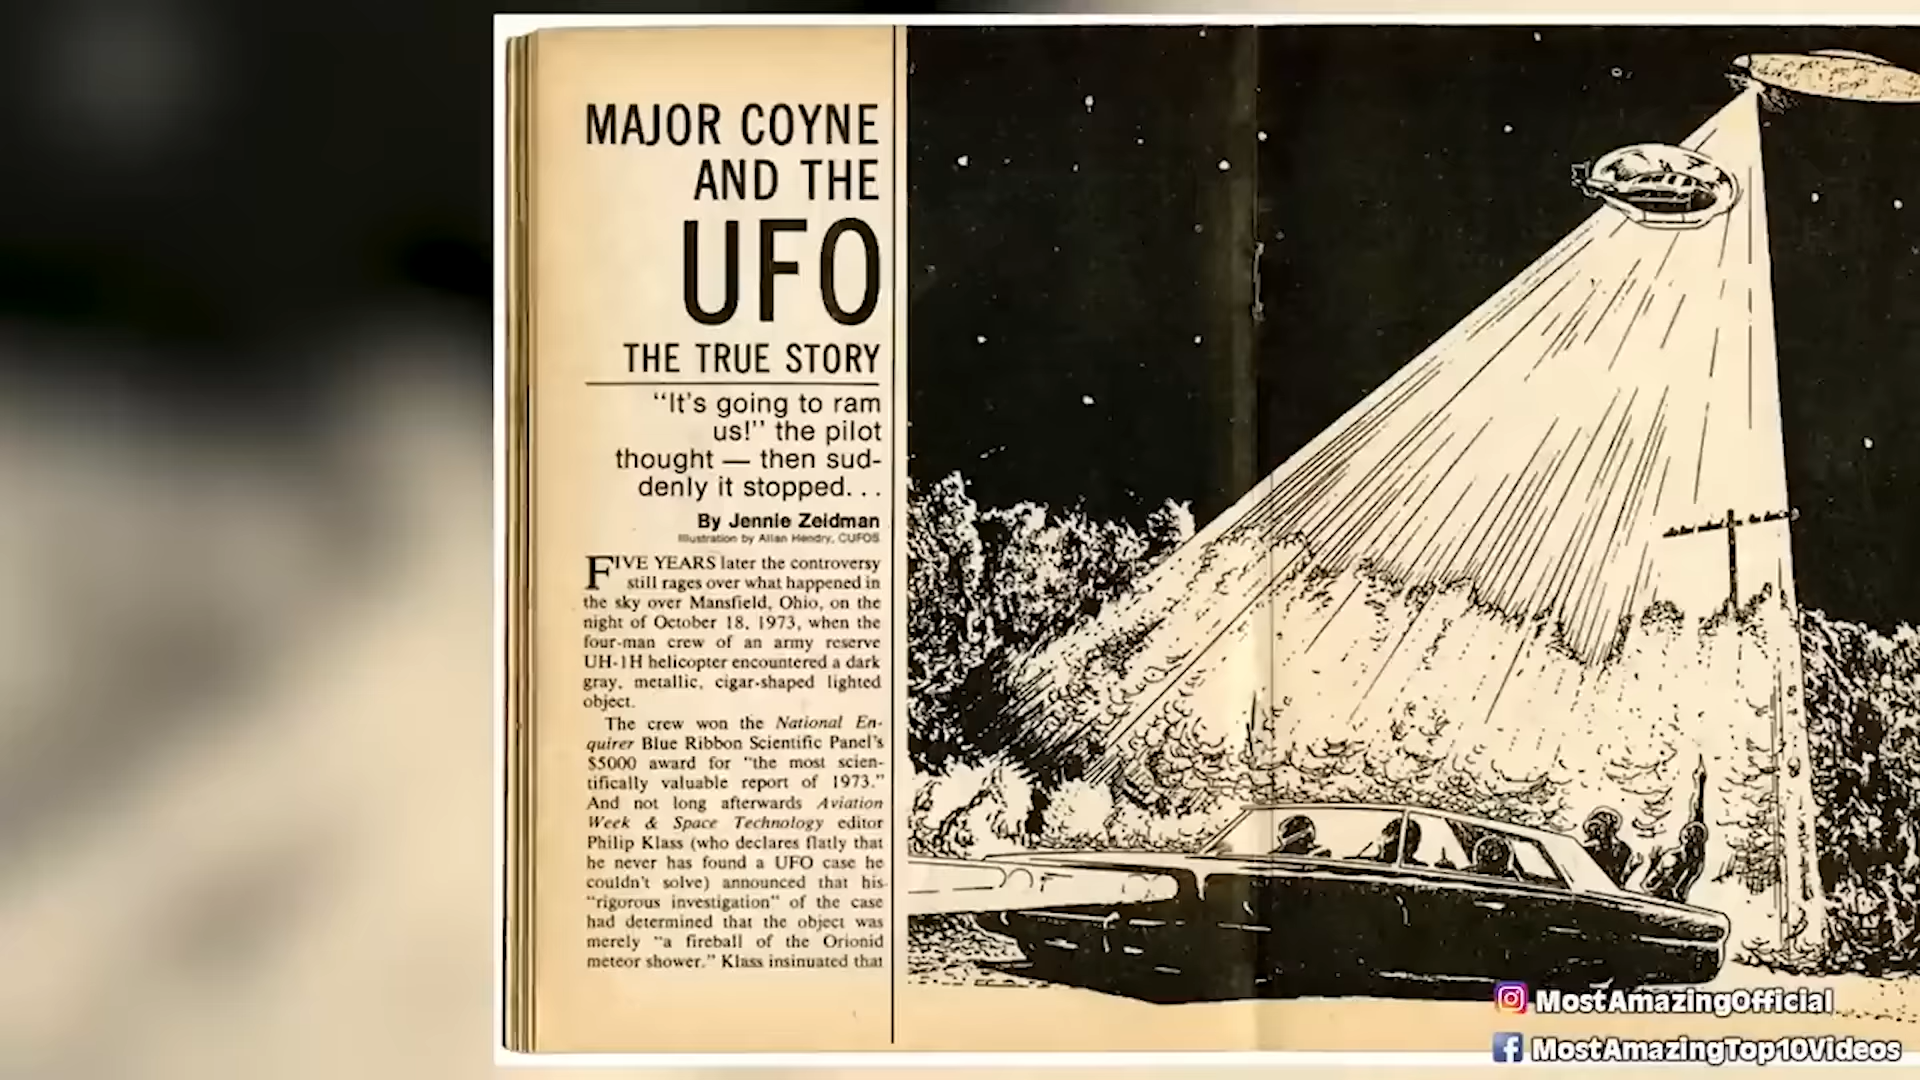 MAJOR COYNE
AND THE
UFO
THE TRUE STORY
"It's going to ram
us!" the pilot
thought — then sud-
denly it stopped...
By Jennie Zeidman
Illustration by Allan Hendry, CUFOS
FIVE YEARS later the controversy
still rages over what happened in
the sky over Mansfield, Ohio, on the
night of October 18, 1973, when the
four-man crew of an army reserve
UH-1H helicopter encountered a dark
gray, metallic, cigar-shaped lighted
object.
The crew won the National En-
quirer Blue Ribbon Scientific Panel's
$5000 award for "the most scien-
tifically valuable report of 1973."
And not long afterwards Aviation
Week & Space Technology editor
Philip Klass (who declares flatly that
he never has found a UFO case he
couldn't solve) announced that his
"rigorous investigation" of the case
had determined that the object was
merely "a fireball of the Orionid
meteor shower." Klass insinuated that
MostAmazingOfficial
MostAmazingTop10Videos